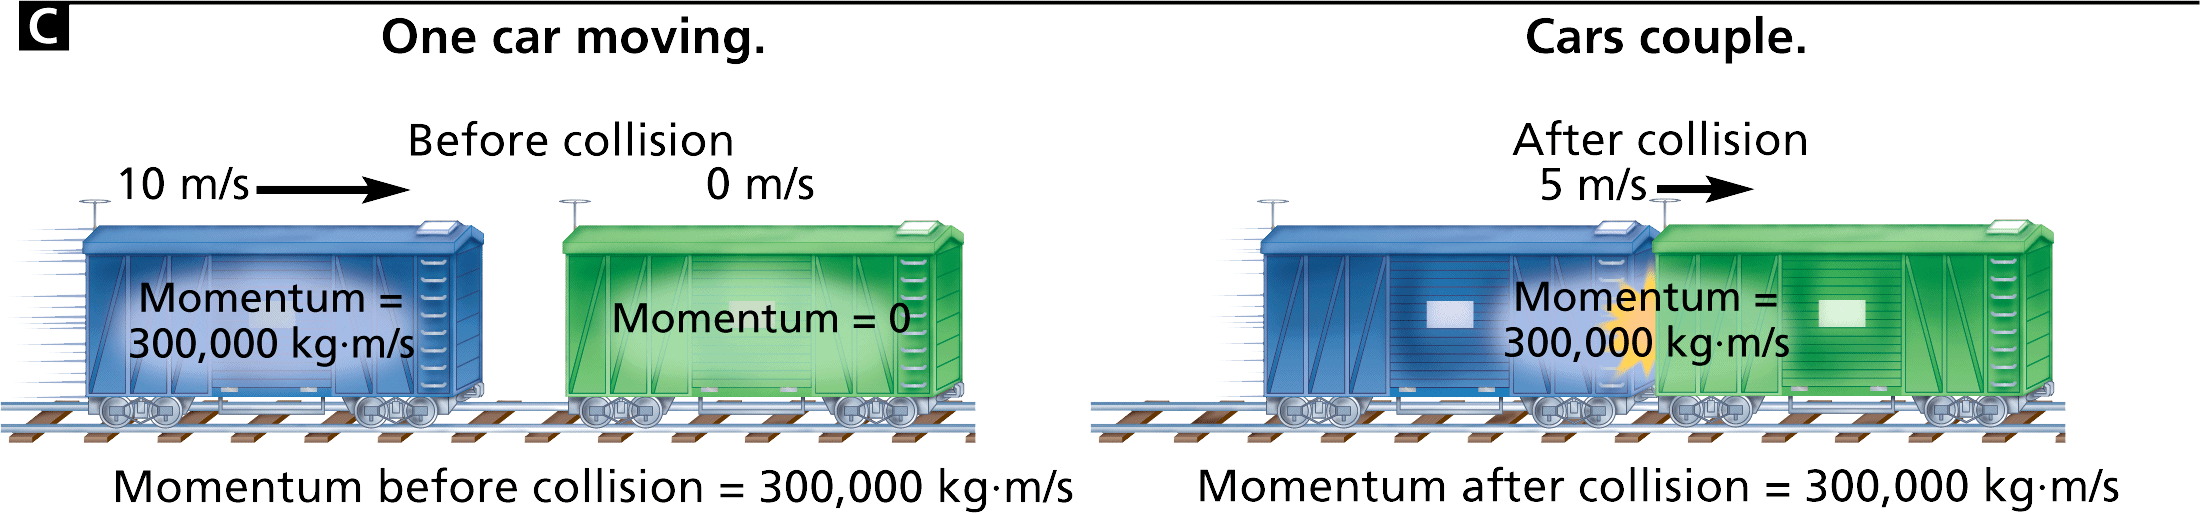 C
One car moving.
Before collision
10 m/s
0 m/s
Momentum =
300,000 kg·m/s
Momentum = 0
Momentum before collision = 300,000 kg·m/s
Cars couple.
After collision
5 m/s
Momentum =
300,000 kg·m/s
Momentum after collision = 300,000 kg·m/s